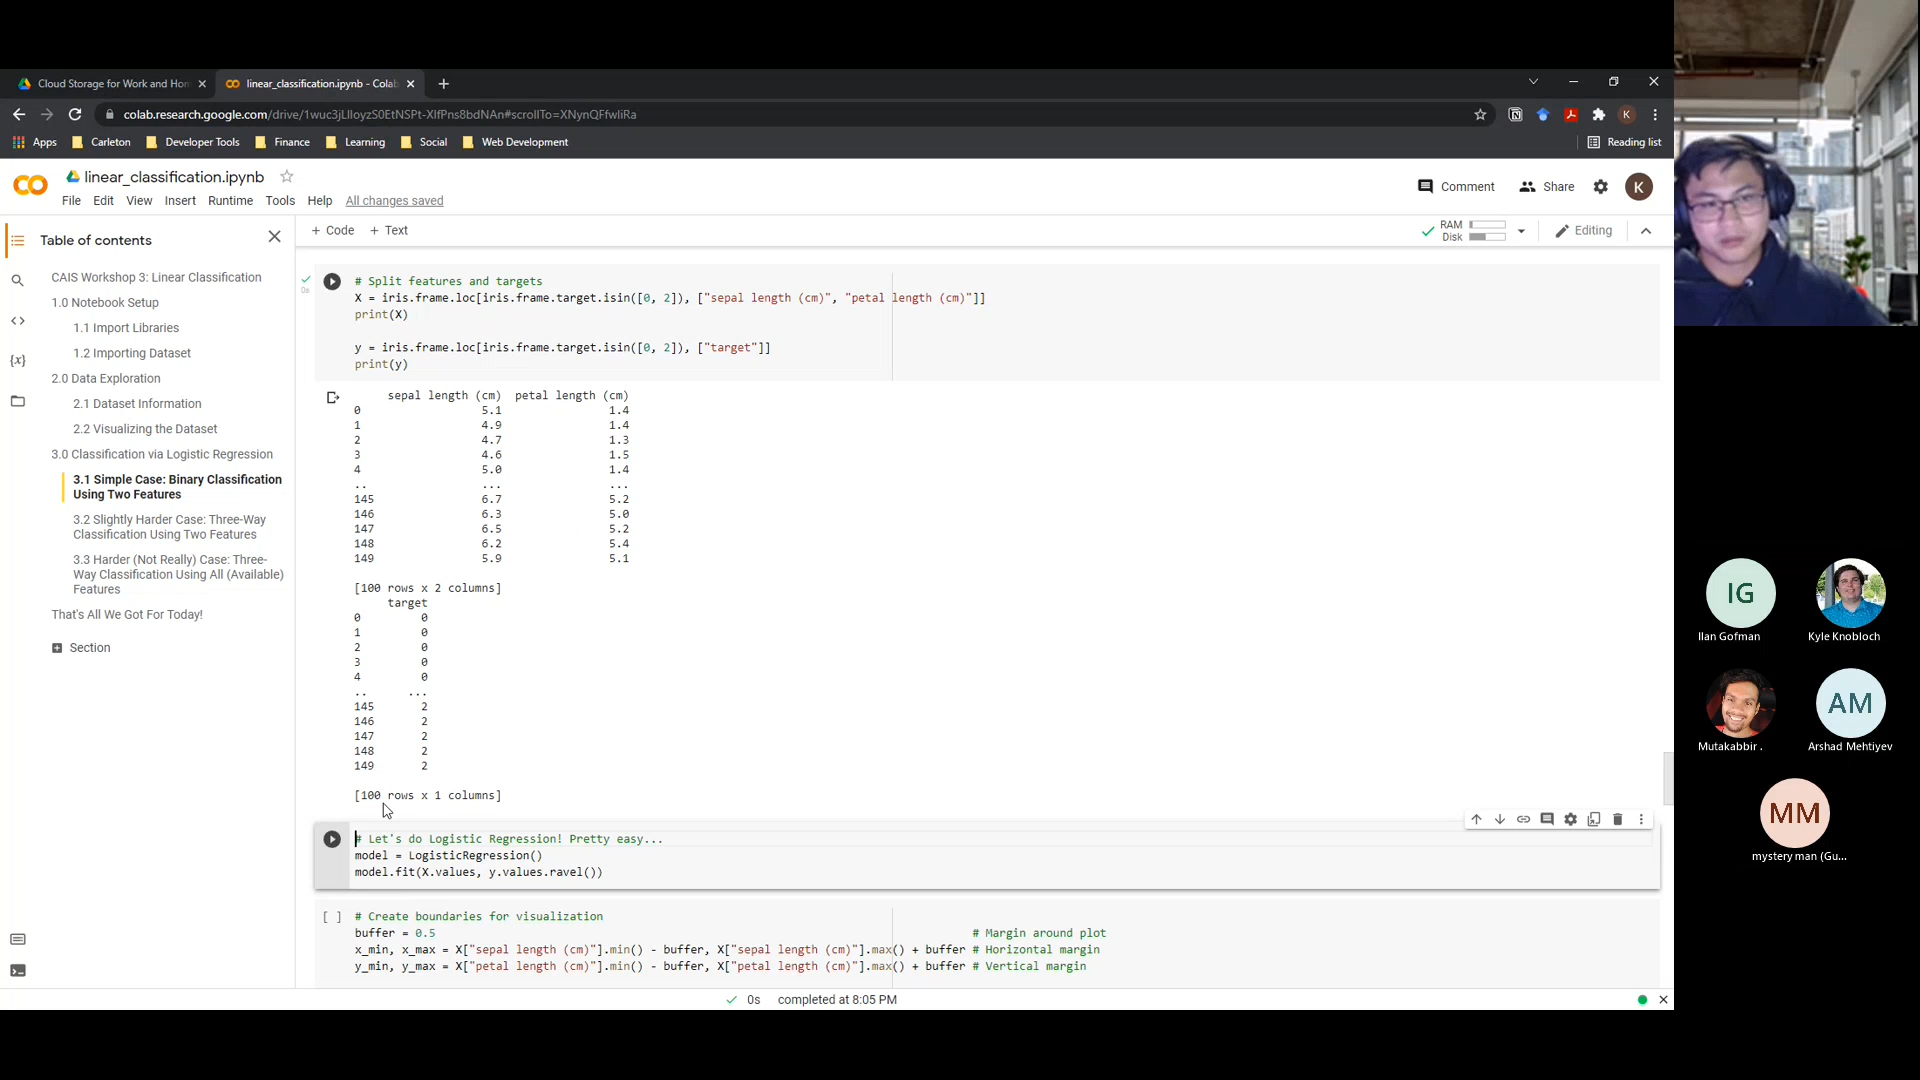 Cloud Storage for Work and Hom
linear_classification.ipynb - Colab
colab.research.google.com/drive/1wuc3jLlIoyzS0EtNSPt-XIfPns8bdNAn#scrollTo=XNynQFfwIiRa
Apps
Carleton
Developer Tools
Finance
Learning
Social
Web Development
Reading list
CO
linear_classification.ipynb
File Edit View Insert Runtime Tools Help All changes saved
Comment
Share
K
Table of contents
+ Code + Text
RAM
Disk
Editing
CAIS Workshop 3: Linear Classification
1.0 Notebook Setup
1.1 Import Libraries
1.2 Importing Dataset
2.0 Data Exploration
2.1 Dataset Information
2.2 Visualizing the Dataset
3.0 Classification via Logistic Regression
3.1 Simple Case: Binary Classification
Using Two Features
3.2 Slightly Harder Case: Three-Way
Classification Using Two Features
3.3 Harder (Not Really) Case: Three-
Way Classification Using All (Available)
Features
That's All We Got For Today!
Section
# Split features and targets
X = iris.frame.loc[iris.frame.target.isin([0, 2]), ["sepal length (cm)", "petal length (cm)"]]
print(X)
y = iris.frame.loc[iris.frame.target.isin([0, 2]), ["target"]]
print(y)
0s
sepal length (cm) petal length (cm)
0 5.1 1.4
1 4.9 1.4
2 4.7 1.3
3 4.6 1.5
4 5.0 1.4
.. ... ...
145 6.7 5.2
146 6.3 5.0
147 6.5 5.2
148 6.2 5.4
149 5.9 5.1
[100 rows x 2 columns]
target
0 0
1 0
2 0
3 0
4 0
.. ...
145 2
146 2
147 2
148 2
149 2
[100 rows x 1 columns]
# Let's do Logistic Regression! Pretty easy...
model = LogisticRegression()
model.fit(X.values, y.values.ravel())
[ ] # Create boundaries for visualization
buffer = 0.5 # Margin around plot
x_min, x_max = X["sepal length (cm)"].min() - buffer, X["sepal length (cm)"].max() + buffer # Horizontal margin
y_min, y_max = X["petal length (cm)"].min() - buffer, X["petal length (cm)"].max() + buffer # Vertical margin
0s completed at 8:05 PM
IG
Ilan Gofman
Kyle Knobloch
Mutakabbir .
AM
Arshad Mehtiyev
MM
mystery man (Gu...